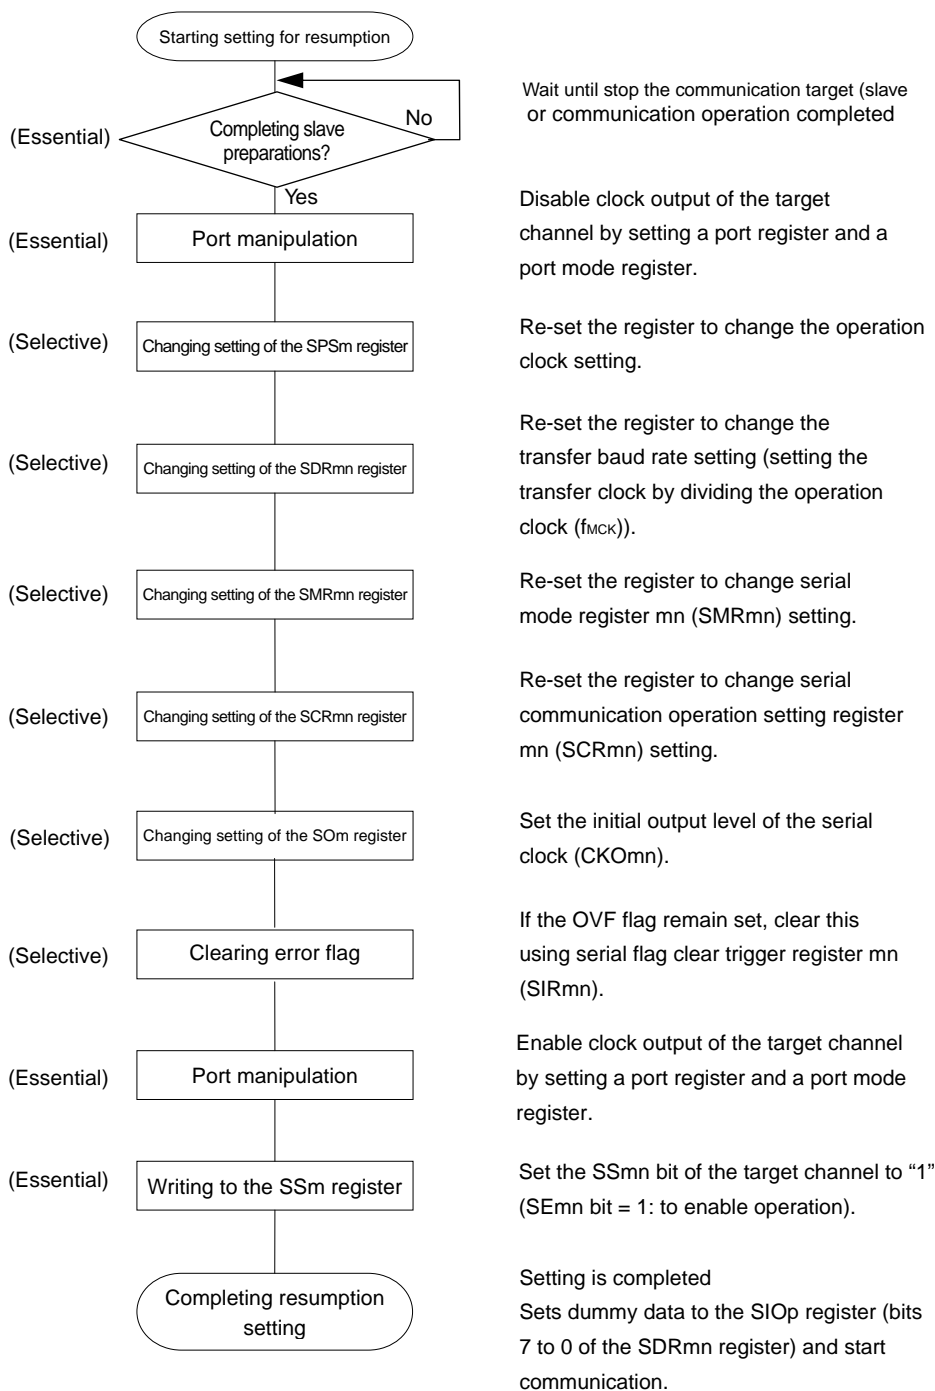 Starting setting for resumption
(Essential)
Completing slave
preparations?
No
Yes
Wait until stop the communication target (slave
or communication operation completed
(Essential)
Port manipulation
Disable clock output of the target
channel by setting a port register and a
port mode register.
(Selective)
Changing setting of the SPSm register
Re-set the register to change the operation
clock setting.
(Selective)
Changing setting of the SDRmn register
Re-set the register to change the
transfer baud rate setting (setting the
transfer clock by dividing the operation
clock (fMCK)).
(Selective)
Changing setting of the SMRmn register
Re-set the register to change serial
mode register mn (SMRmn) setting.
(Selective)
Changing setting of the SCRmn register
Re-set the register to change serial
communication operation setting register
mn (SCRmn) setting.
(Selective)
Changing setting of the SOm register
Set the initial output level of the serial
clock (CKOmn).
(Selective)
Clearing error flag
If the OVF flag remain set, clear this
using serial flag clear trigger register mn
(SIRmn).
(Essential)
Port manipulation
Enable clock output of the target channel
by setting a port register and a port mode
register.
(Essential)
Writing to the SSm register
Set the SSmn bit of the target channel to “1”
(SEmn bit = 1: to enable operation).
Completing resumption
setting
Setting is completed
Sets dummy data to the SIOp register (bits
7 to 0 of the SDRmn register) and start
communication.